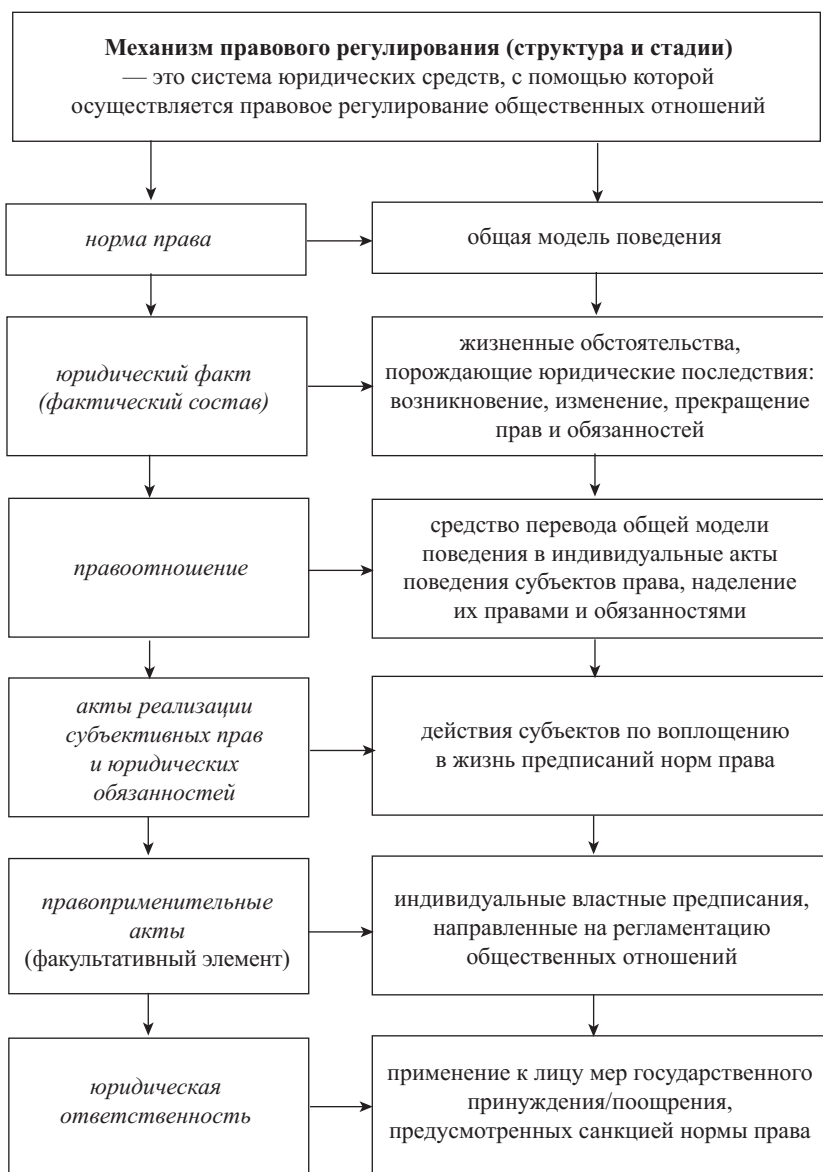 Механизм правового регулирования (структура и стадии)
— это система юридических средств, с помощью которой
осуществляется правовое регулирование общественных отношений
норма права
общая модель поведения
юридический факт
(фактический состав)
жизненные обстоятельства,
порождающие юридические последствия:
возникновение, изменение, прекращение
прав и обязанностей
правоотношение
средство перевода общей модели
поведения в индивидуальные акты
поведения субъектов права, наделение
их правами и обязанностями
акты реализации
субъективных прав
и юридических
обязанностей
действия субъектов по воплощению
в жизнь предписаний норм права
правоприменительные
акты
(факультативный элемент)
индивидуальные властные предписания,
направленные на регламентацию
общественных отношений
юридическая
ответственность
применение к лицу мер государственного
принуждения/поощрения,
предусмотренных санкцией нормы права